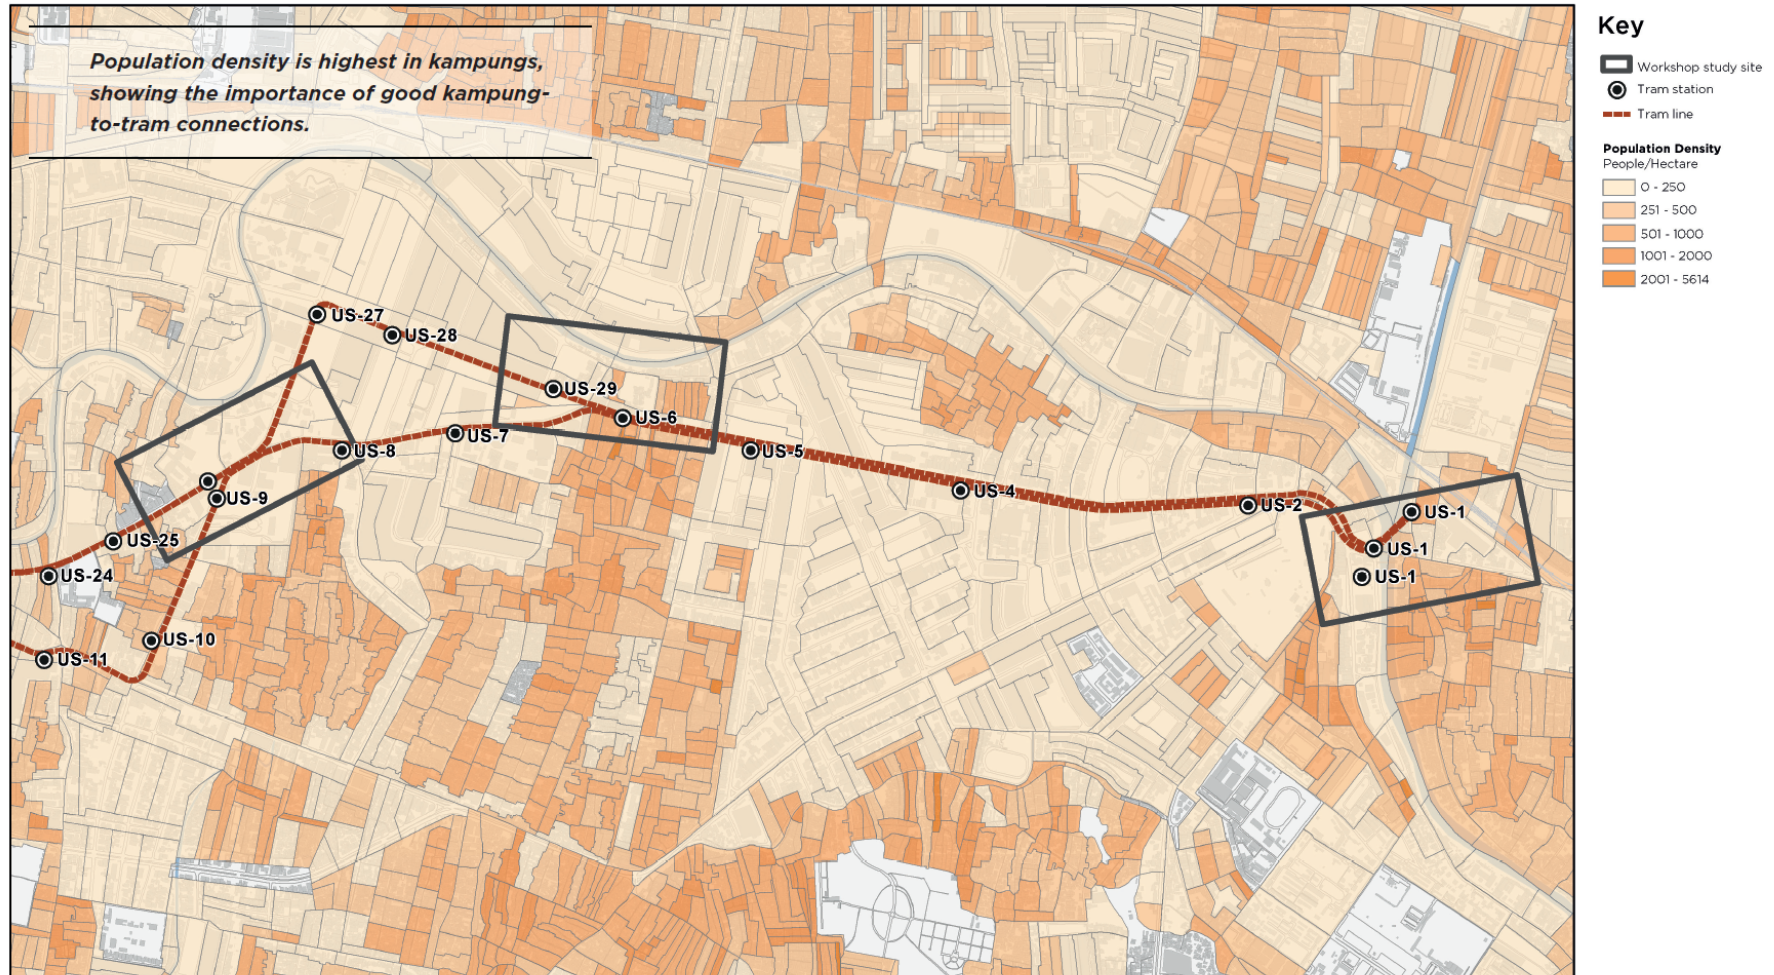 Population density is highest in kampungs,
showing the importance of good kampung-
to-tram connections.
Key
Workshop study site
Tram station
Tram line
Population Density
People/Hectare
0 - 250
251 - 500
501 - 1000
1001 - 2000
2001 - 5614
US-27
US-28
US-29
US-6
US-7
US-8
US-5
US-9
US-4
US-2
US-1
US-25
US-1
US-24
US-1
US-10
US-11